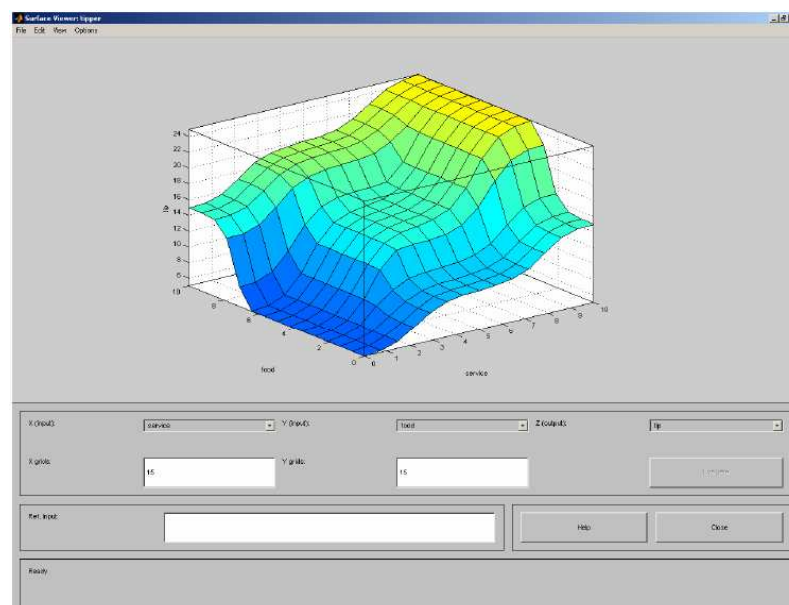 Surface Viewer: tipper
File Edit View Options
24
22
20
18
16
14
12
10
8
6
tip
10
8
6
4
2
0
food
0
1
2
3
4
5
6
7
8
9
10
service
X (input):
service
Y (input):
food
Z (output):
tip
X grids:
15
Y grids:
15
Ref. Input:
Help
Close
Ready